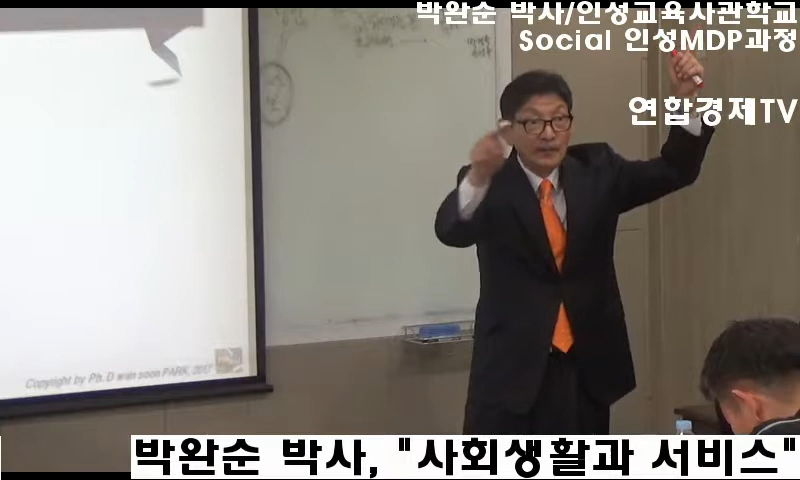 박완순 박사/인성교육사관학교
Social 인성MDP과정
연합경제TV
Copyright by Ph. D wan soon PARK, 2017
박완순 박사, "사회생활과 서비스"